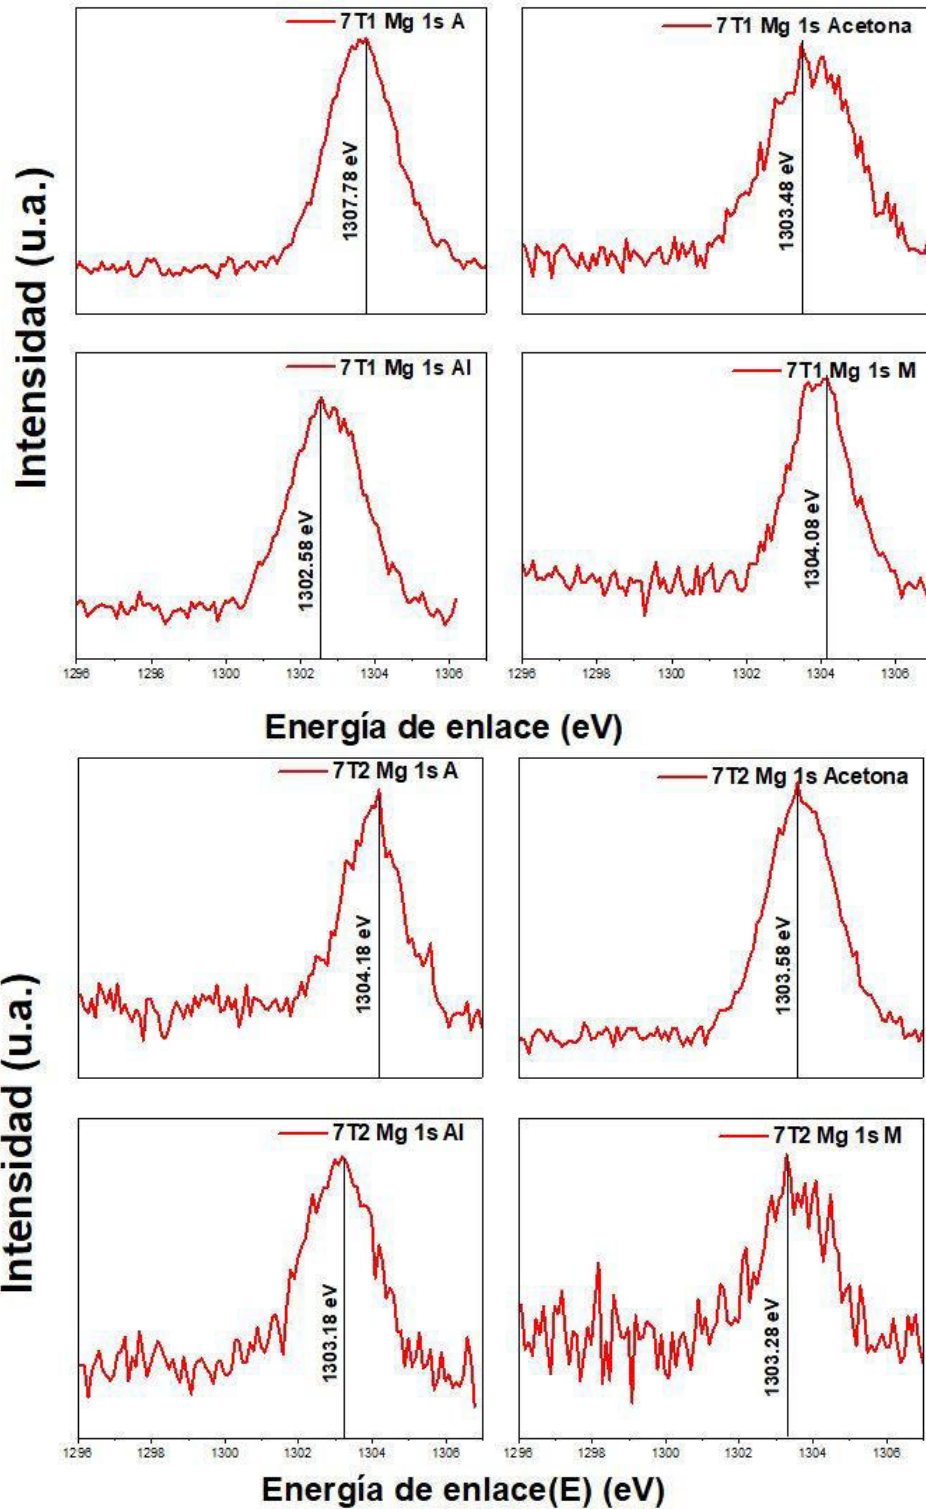 7T1 Mg 1s A
7T1 Mg 1s Acetona
1307.78 eV
1303.48 eV
Intensidad (u.a.)
7T1 Mg 1s Al
7T1 Mg 1s M
1302.58 eV
1304.08 eV
1296 1298 1300 1302 1304 1306
1296 1298 1300 1302 1304 1306
Energía de enlace (eV)
7T2 Mg 1s A
7T2 Mg 1s Acetona
1304.18 eV
1303.58 eV
Intensidad (u.a.)
7T2 Mg 1s Al
7T2 Mg 1s M
1303.18 eV
1303.28 eV
1296 1298 1300 1302 1304 1306
1296 1298 1300 1302 1304 1306
Energía de enlace(E) (eV)